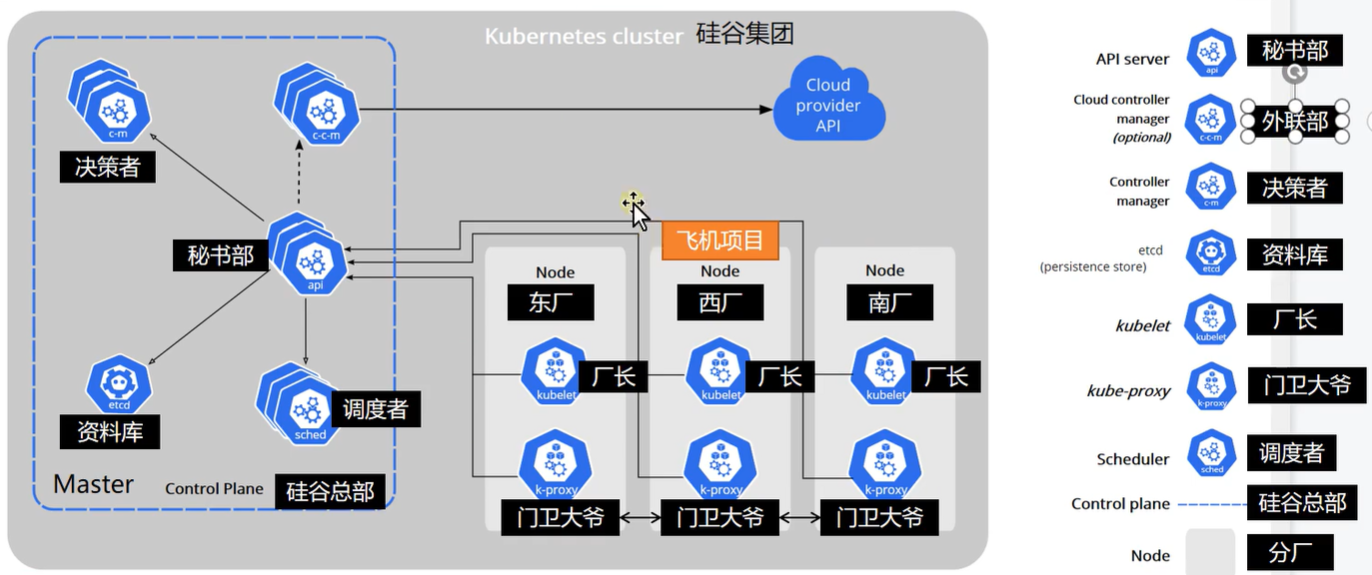 Kubernetes cluster 硅谷集团
c-m
决策者
c-c-m
Cloud
provider
API
秘书部
api
飞机项目
Node
东厂
Node
西厂
Node
南厂
kubelet
厂长
kubelet
厂长
kubelet
厂长
etcd
资料库
sched
调度者
k-proxy
门卫大爷
k-proxy
门卫大爷
k-proxy
门卫大爷
Master
Control Plane
硅谷总部
API server
api
秘书部
Cloud controller
manager
(optional)
c-c-m
外联部
Controller
manager
c-m
决策者
etcd
(persistence store)
etcd
资料库
kubelet
kubelet
厂长
kube-proxy
k-proxy
门卫大爷
Scheduler
sched
调度者
Control plane
硅谷总部
Node
分厂